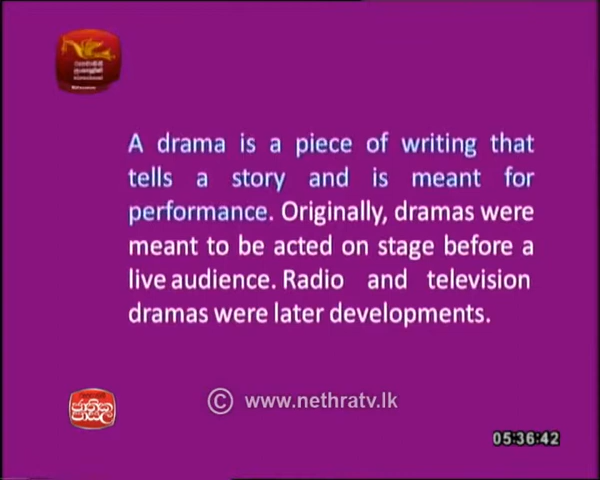 A drama is a piece of writing that
tells a story and is meant for
performance. Originally, dramas were
meant to be acted on stage before a
live audience. Radio and television
dramas were later developments.
© www.nethratv.lk
05:36:42